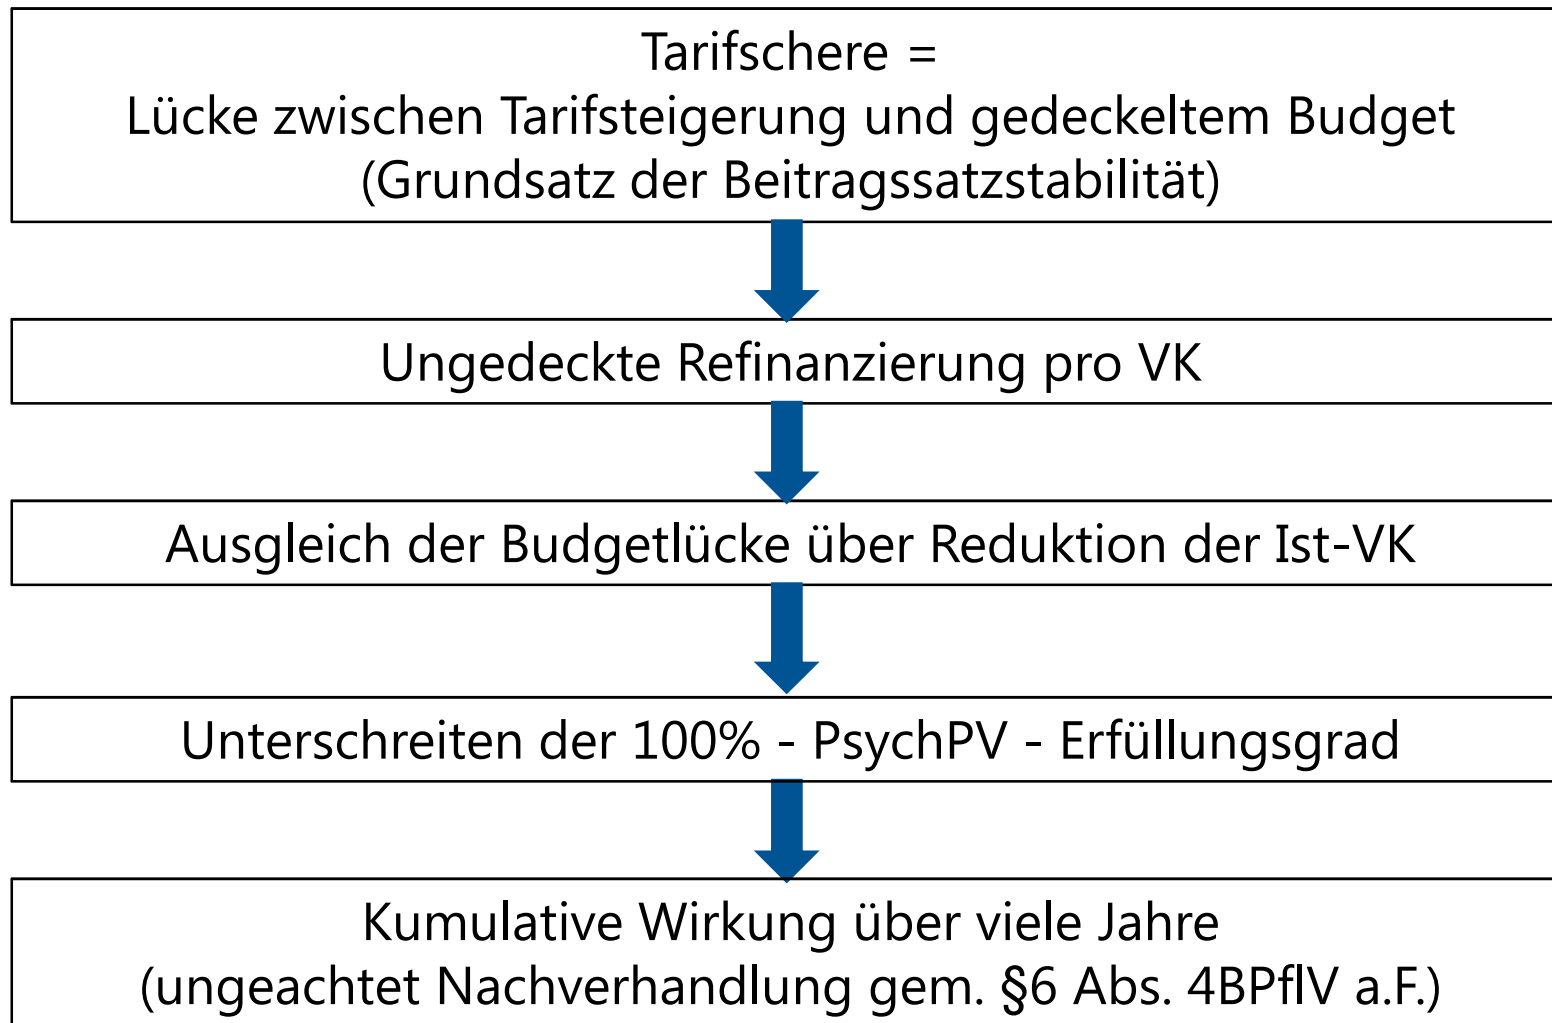 Tarifschere =
Lücke zwischen Tarifsteigerung und gedeckeltem Budget
(Grundsatz der Beitragssatzstabilität)
Ungedeckte Refinanzierung pro VK
Ausgleich der Budgetlücke über Reduktion der Ist-VK
Unterschreiten der 100% - PsychPV - Erfüllungsgrad
Kumulative Wirkung über viele Jahre
(ungeachtet Nachverhandlung gem. §6 Abs. 4BPflV a.F.)